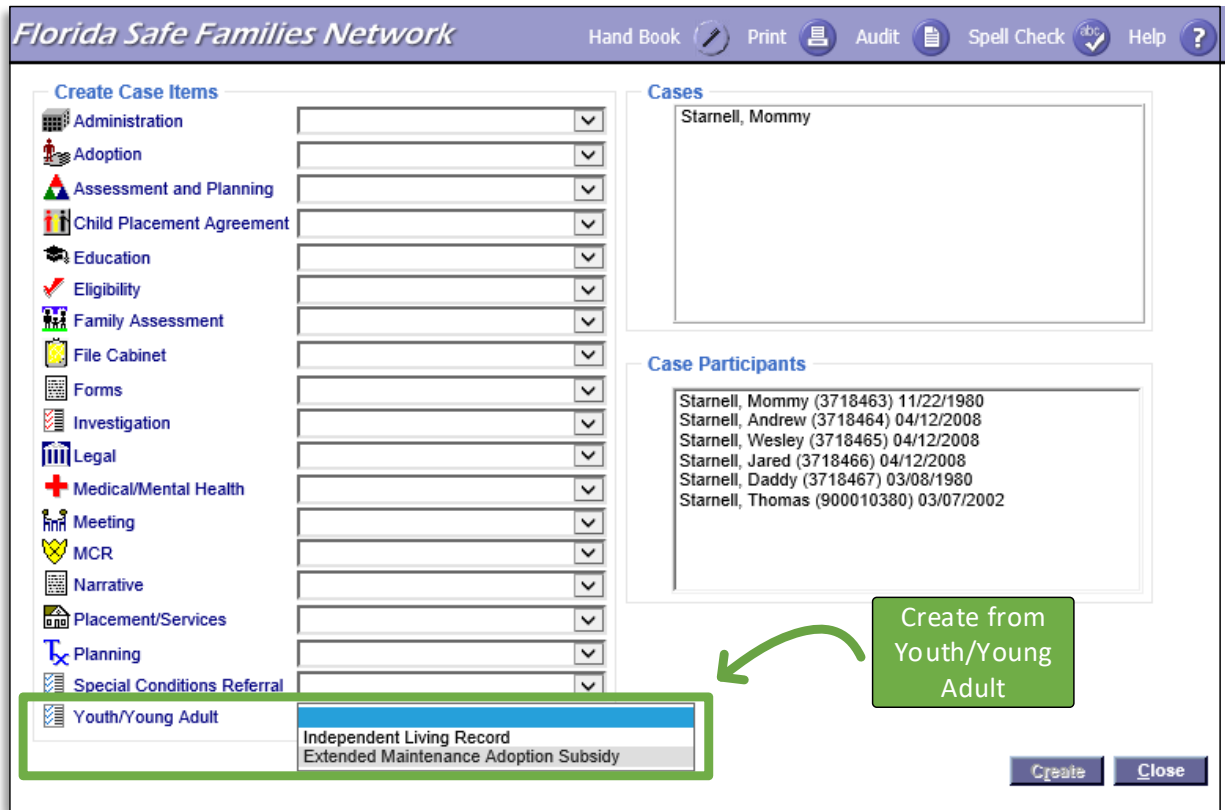 Florida Safe Families Network
Hand Book Print Audit abc Spell Check Help ?
Create Case Items
Administration
Adoption
Assessment and Planning
Child Placement Agreement
Education
Eligibility
Family Assessment
File Cabinet
Forms
Investigation
Legal
Medical/Mental Health
Meeting
MCR
Narrative
Placement/Services
Tx Planning
Special Conditions Referral
Youth/Young Adult
Independent Living Record
Extended Maintenance Adoption Subsidy
Cases
Starnell, Mommy
Case Participants
Starnell, Mommy (3718463) 11/22/1980
Starnell, Andrew (3718464) 04/12/2008
Starnell, Wesley (3718465) 04/12/2008
Starnell, Jared (3718466) 04/12/2008
Starnell, Daddy (3718467) 03/08/1980
Starnell, Thomas (900010380) 03/07/2002
Create from
Youth/Young
Adult
Create Close